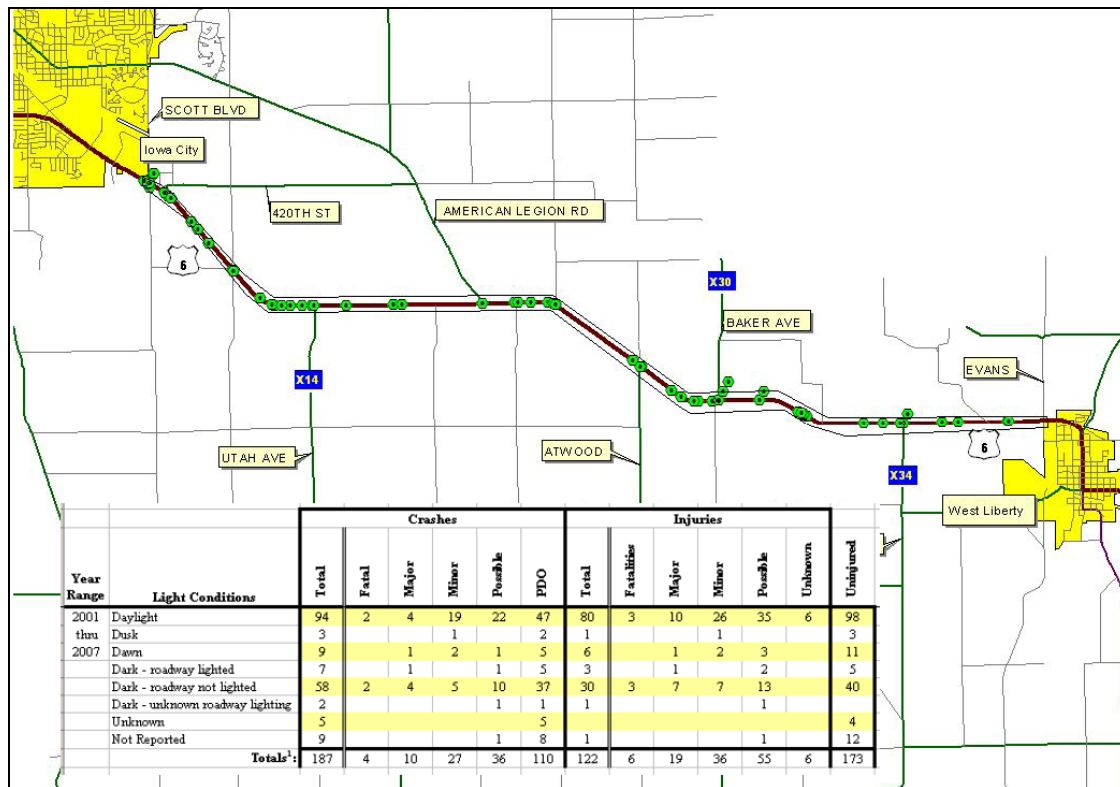 SCOTT BLVD
Iowa City
420TH ST
AMERICAN LEGION RD
6
X30
BAKER AVE
EVANS
X14
UTAH AVE
ATWOOD
6
X34
West Liberty
Crashes Injuries
Year Range Light Conditions Total Fatal Major Minor Possible PDO Total Fatalities Major Minor Possible Unknown Uninjured
2001 Daylight 94 2 4 19 22 47 80 3 10 26 35 6 98
thru Dusk 3 1 2 1 1 3
2007 Dawn 9 1 2 1 5 6 1 2 3 11
Dark - roadway lighted 7 1 1 5 3 1 2 5
Dark - roadway not lighted 58 2 4 5 10 37 30 3 7 7 13 40
Dark - unknown roadway lighting 2 1 1 1 1
Unknown 5 5 4
Not Reported 9 1 8 1 1 12
Totals¹: 187 4 10 27 36 110 122 6 19 36 55 6 173